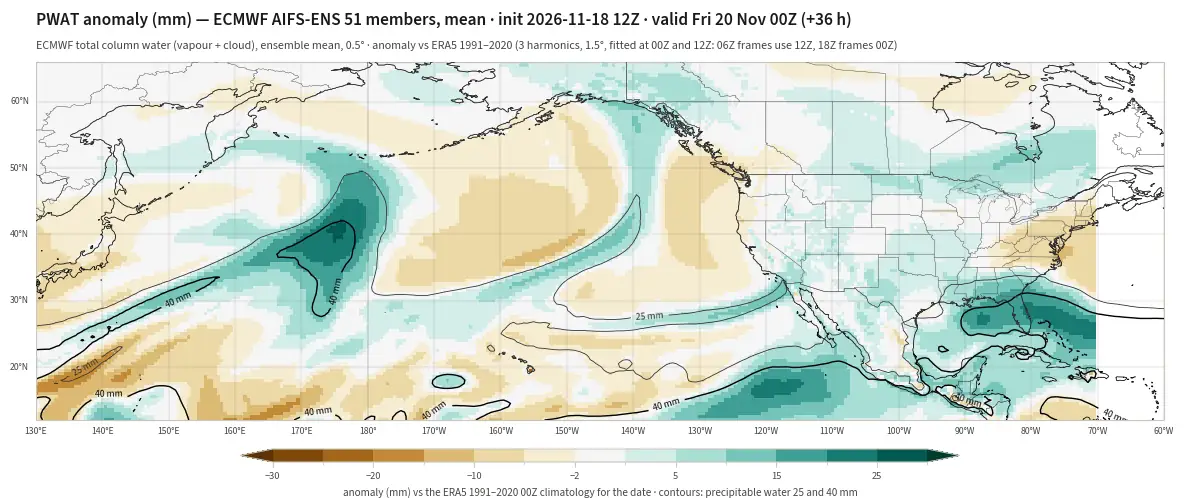 PWAT anomaly (mm) — ECMWF AIFS-ENS 51 members, mean · init 2026-11-18 12Z · valid Fri 20 Nov 00Z (+36 h)
ECMWF total column water (vapour + cloud), ensemble mean, 0.5° · anomaly vs ERA5 1991–2020 (3 harmonics, 1.5°, fitted at 00Z and 12Z: 06Z frames use 12Z, 18Z frames 00Z)
60°N
50°N
40°N
30°N
20°N
40 mm
40 mm
25 mm
25 mm
40 mm
40 mm
40 mm
40 mm
40 mm
40 mm
130°E 140°E 150°E 160°E 170°E 180° 170°W 160°W 150°W 140°W 130°W 120°W 110°W 100°W 90°W 80°W 70°W 60°W
−30 −20 −10 −2 5 15 25
anomaly (mm) vs the ERA5 1991–2020 00Z climatology for the date · contours: precipitable water 25 and 40 mm